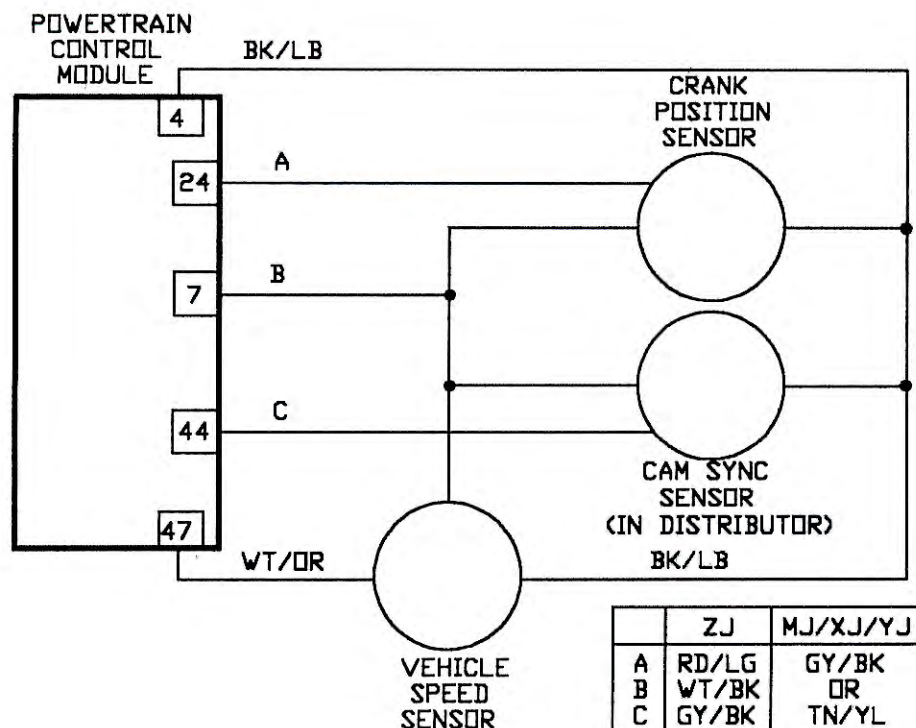 POWERTRAIN
CONTROL
MODULE
BK/LB
CRANK
POSITION
SENSOR
4
24
A
7
B
44
C
CAM SYNC
SENSOR
(IN DISTRIBUTOR)
47
WT/OR
BK/LB
VEHICLE
SPEED
SENSOR
ZJ MJ/XJ/YJ
A RD/LG GY/BK
B WT/BK OR
C GY/BK TN/YL